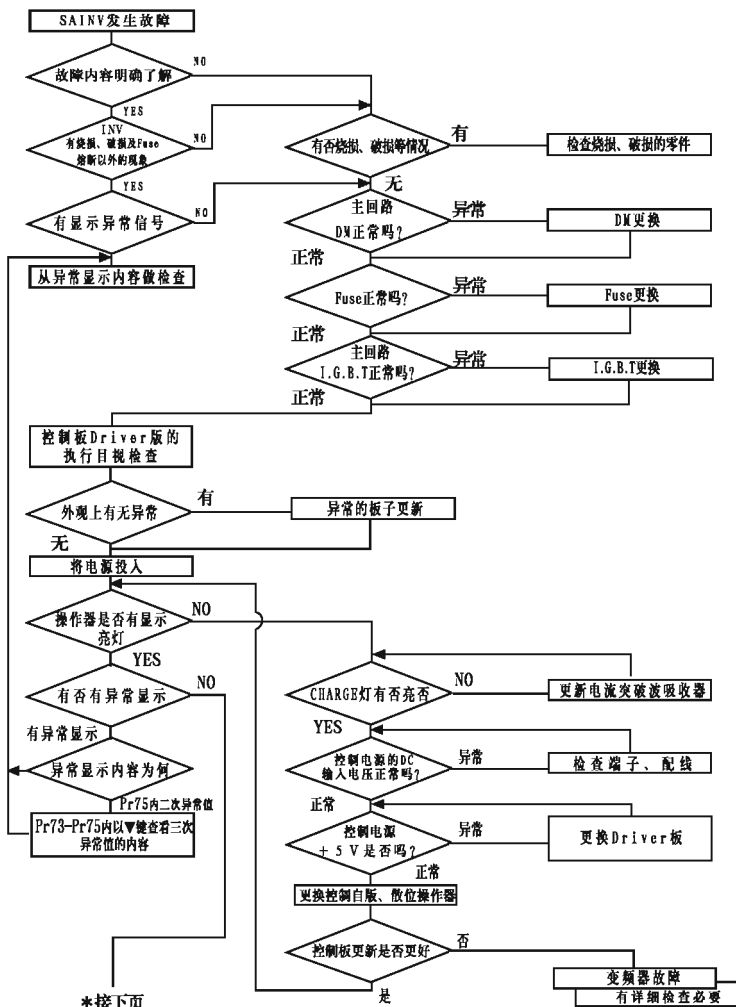 SAINV发生故障
NO
故障内容明确了解
YES
INV
有烧损、破损及Fuse
熔断以外的现象
NO
YES
有显示异常信号
NO
从异常显示内容做检查
有否烧损、破损等情况
有
检查烧损、破损的零件
无
主回路
DM正常吗？
异常
DM更换
正常
Fuse正常吗？
异常
Fuse更换
正常
主回路
I.G.B.T正常吗？
异常
I.G.B.T更换
正常
控制板Driver版的
执行目视检查
外观上有无异常
有
异常的板子更新
无
将电源投入
操作器是否有显示
亮灯
NO
YES
有否有异常显示
NO
有异常显示
异常显示内容为何
Pr75内二次异常值
Pr73-Pr75内以▼键查看三次
异常值的内容
CHARGE灯有否亮否
NO
更新电流突破波吸收器
YES
控制电源的DC
输入电压正常吗？
异常
检查端子、配线
正常
控制电源
+ 5 V是否吗？
异常
更换Driver板
正常
更换控制自版、散位操作器
控制板更新是否更好
否
变频器故障
有详细检查必要
是
*接下页